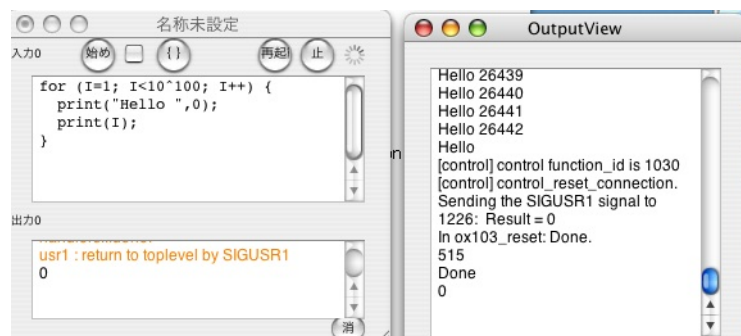 名称未設定
入力0
始め
{ }
再起
止
for (I=1; I<10^100; I++) {
print("Hello ",0);
print(I);
}
出力0
usr1 : return to toplevel by SIGUSR1
0
消
OutputView
Hello 26439
Hello 26440
Hello 26441
Hello 26442
Hello
[control] control function_id is 1030
[control] control_reset_connection.
Sending the SIGUSR1 signal to
1226: Result = 0
In ox103_reset: Done.
515
Done
0